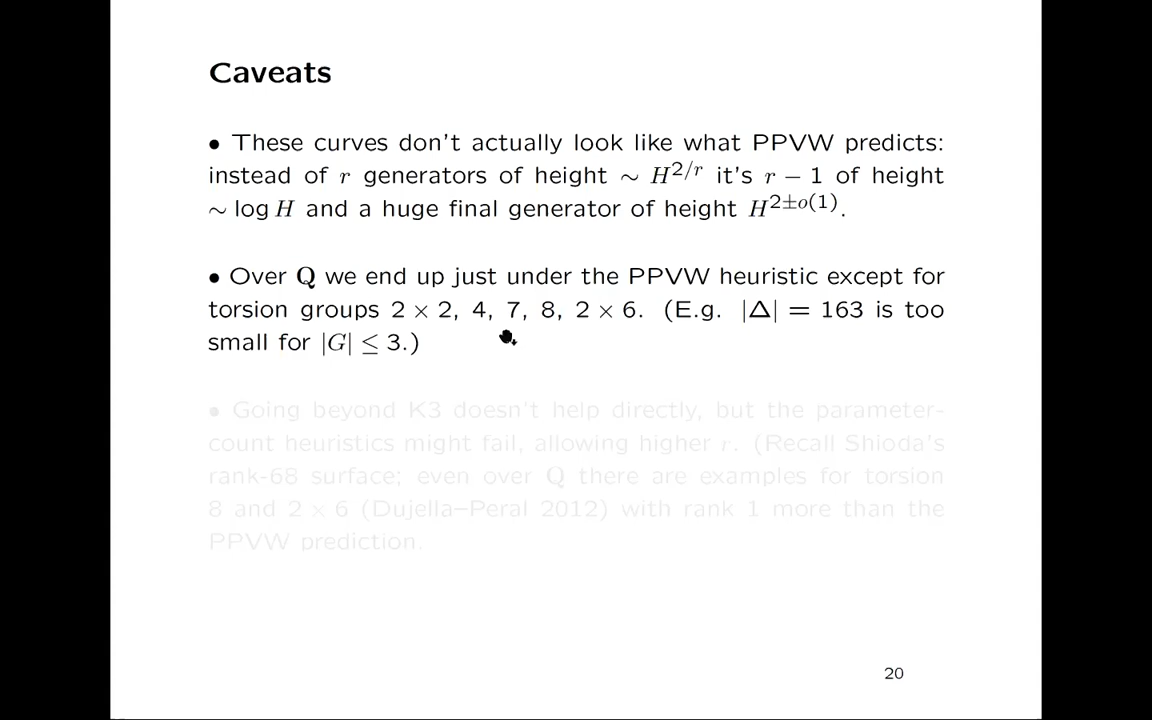 Caveats
• These curves don't actually look like what PPVW predicts:
instead of r generators of height ∼ H^{2/r} it's r − 1 of height
∼ log H and a huge final generator of height H^{2±o(1)}.
• Over Q we end up just under the PPVW heuristic except for
torsion groups 2 × 2, 4, 7, 8, 2 × 6. (E.g. |Δ| = 163 is too
small for |G| ≤ 3.)
• Going beyond K3 doesn't help directly, but the parameter-
count heuristics might fail, allowing higher r. (Recall Shioda's
rank-68 surface; even over Q there are examples for torsion
8 and 2 × 6 (Dujella–Peral 2012) with rank 1 more than the
PPVW prediction.
20